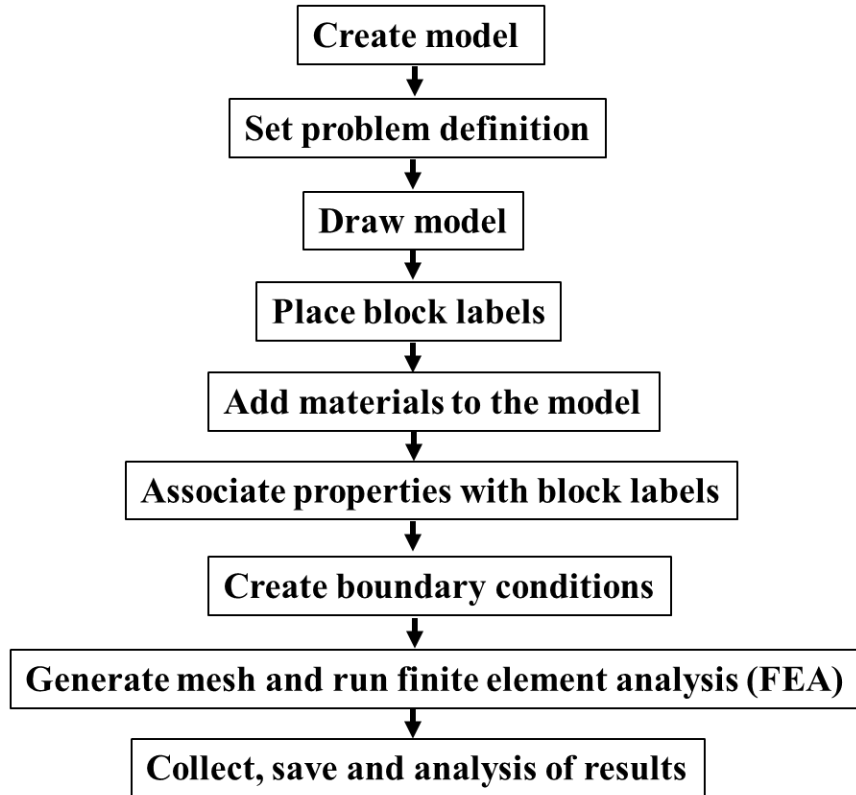 Create model
Set problem definition
Draw model
Place block labels
Add materials to the model
Associate properties with block labels
Create boundary conditions
Generate mesh and run finite element analysis (FEA)
Collect, save and analysis of results